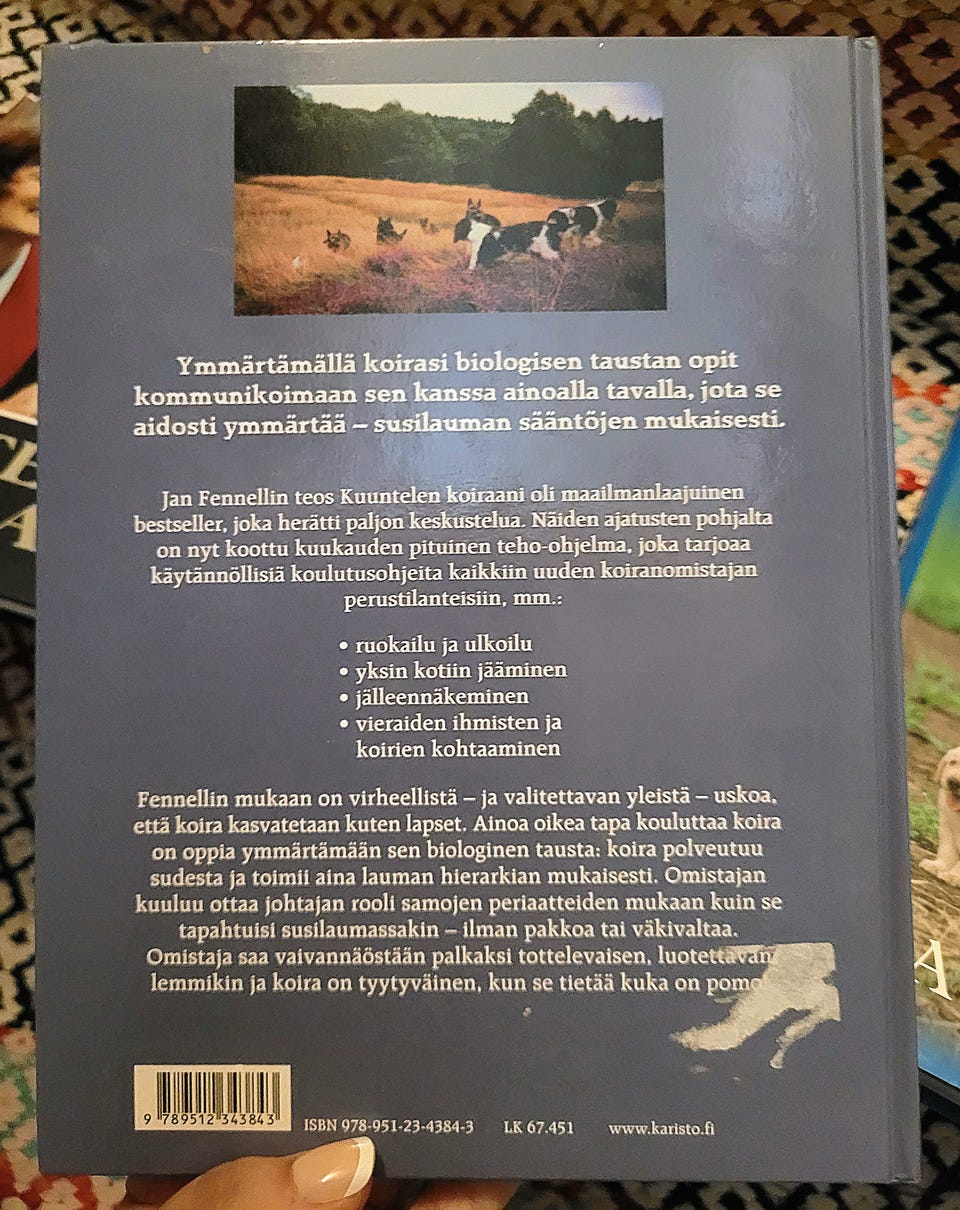 Ymmärtämällä koirasi biologisen taustan opit
kommunikoimaan sen kanssa ainoalla tavalla, jota se
aidosti ymmärtää – susilauman sääntöjen mukaisesti.
Jan Fennellin teos Kuuntelen koiraani oli maailmanlaajuinen
bestseller, joka herätti paljon keskustelua. Näiden ajatusten pohjalta
on nyt koottu kuukauden pituinen teho-ohjelma, joka tarjoaa
käytännöllisiä koulutusohjeita kaikkiin uuden koiranomistajan
perustilanteisiin, mm.:
• ruokailu ja ulkoilu
• yksin kotiin jääminen
• jälleennäkeminen
• vieraiden ihmisten ja
koirien kohtaaminen
Fennellin mukaan on virheellistä – ja valitettavan yleistä – uskoa,
että koira kasvatetaan kuten lapset. Ainoa oikea tapa kouluttaa koira
on oppia ymmärtämään sen biologinen tausta: koira polveutuu
sudesta ja toimii aina lauman hierarkian mukaisesti. Omistajan
kuuluu ottaa johtajan rooli samojen periaatteiden mukaan kuin se
tapahtuisi susilaumassakin – ilman pakkoa tai väkivaltaa.
Omistaja saa vaivannäöstään palkaksi tottelevaisen, luotettavan
lemmikin ja koira on tyytyväinen, kun se tietää kuka on pomo
9 789512 343843
ISBN 978-951-23-4384-3 LK 67.451 www.karisto.fi
A